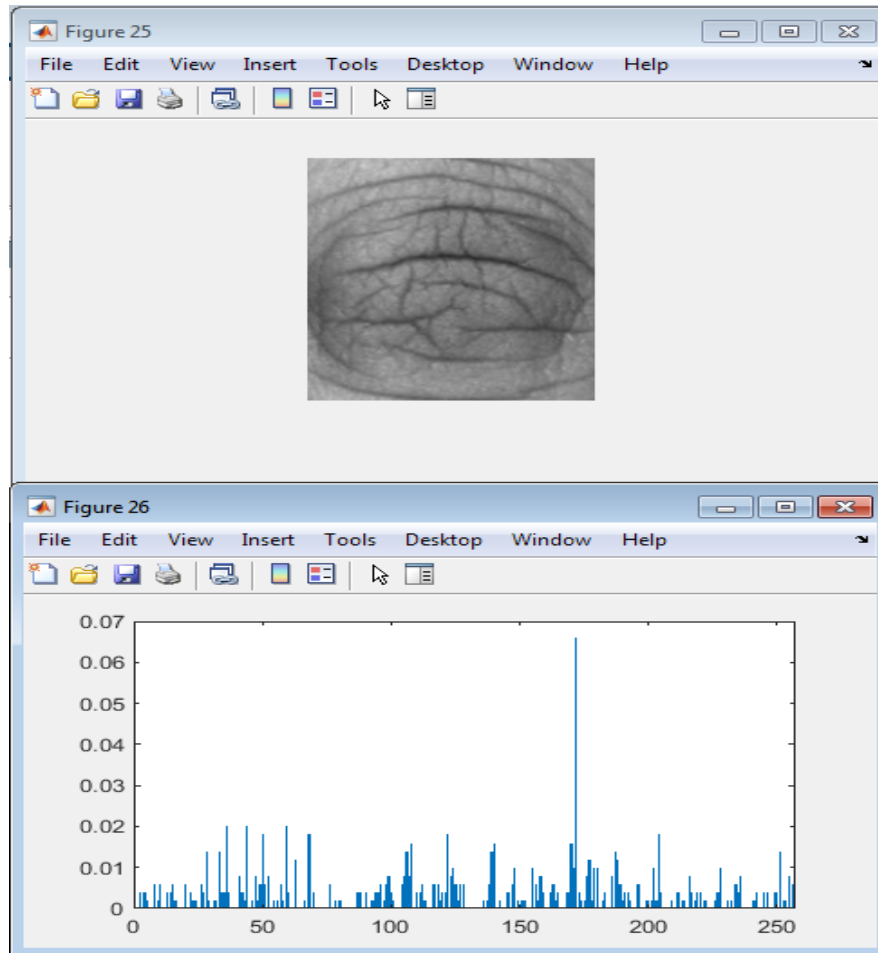 Figure 25
File Edit View Insert Tools Desktop Window Help
Figure 26
File Edit View Insert Tools Desktop Window Help
0.07
0.06
0.05
0.04
0.03
0.02
0.01
0
0 50 100 150 200 250